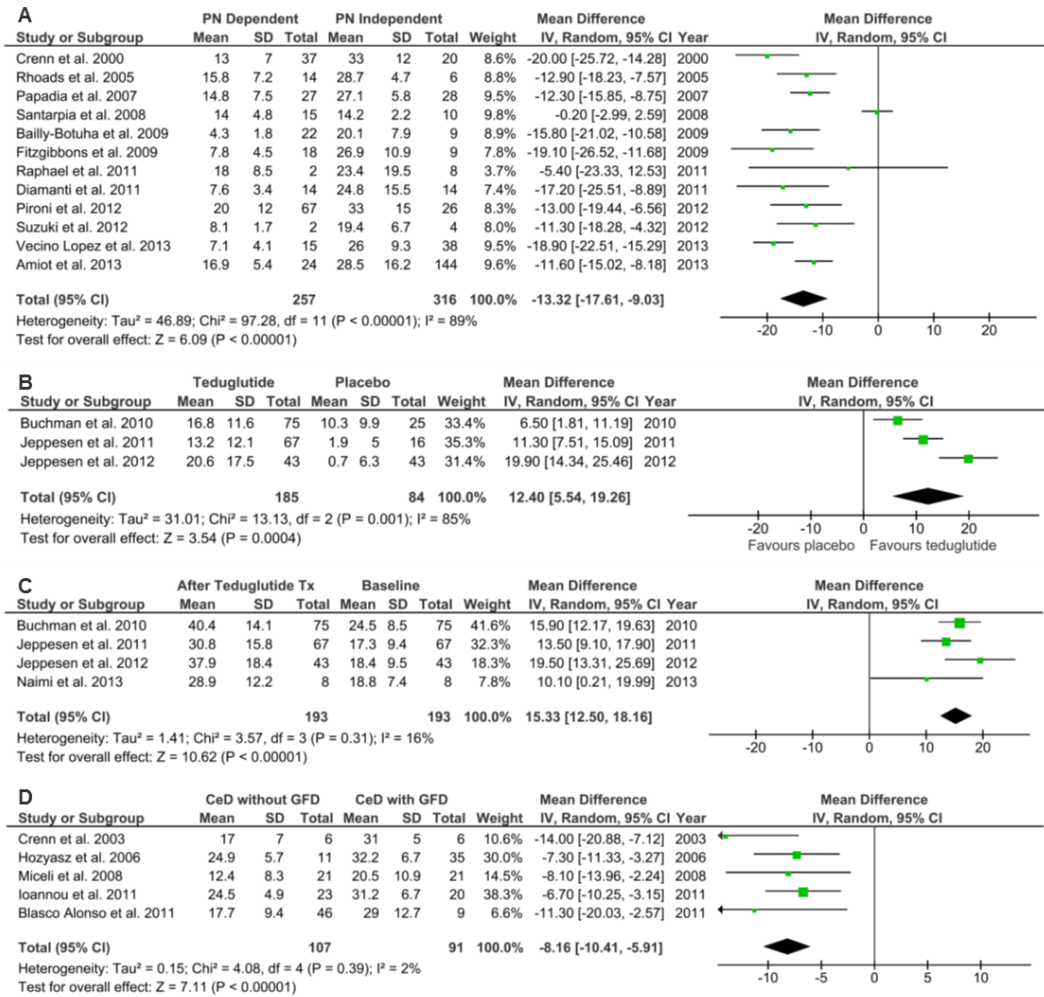 A
PN Dependent PN Independent Mean Difference Mean Difference
Study or Subgroup Mean SD Total Mean SD Total Weight IV, Random, 95% CI Year IV, Random, 95% CI
Crenn et al. 2000 13 7 37 33 12 20 8.6% -20.00 [-25.72, -14.28] 2000
Rhoads et al. 2005 15.8 7.2 14 28.7 4.7 6 8.9% -12.90 [-18.23, -7.57] 2005
Papadia et al. 2007 14.8 7.5 27 27.1 5.8 28 9.5% -12.30 [-15.85, -8.75] 2007
Santarpia et al. 2008 14 4.8 15 14.2 2.2 10 9.8% -0.20 [-2.99, 2.59] 2008
Bailly-Botuha et al. 2009 4.3 1.8 22 20.1 7.9 9 8.9% -15.80 [-21.02, -10.58] 2009
Fitzgibbons et al. 2009 7.8 4.5 18 26.9 10.9 9 7.8% -19.10 [-26.52, -11.68] 2009
Raphael et al. 2011 18 8.5 2 23.4 19.5 8 3.7% -5.40 [-23.33, 12.53] 2011
Diamanti et al. 2011 7.6 3.4 14 24.8 15.5 14 7.4% -17.20 [-25.51, -8.89] 2011
Pironi et al. 2012 20 12 67 33 15 26 8.3% -13.00 [-19.44, -6.56] 2012
Suzuki et al. 2012 8.1 1.7 2 19.4 6.7 4 8.0% -11.30 [-18.28, -4.32] 2012
Vecino Lopez et al. 2013 7.1 4.1 15 26 9.3 38 9.5% -18.90 [-22.51, -15.29] 2013
Amiot et al. 2013 16.9 5.4 24 28.5 16.2 144 9.6% -11.60 [-15.02, -8.18] 2013
Total (95% CI) 257 316 100.0% -13.32 [-17.61, -9.03]
Heterogeneity: Tau² = 46.89; Chi² = 97.28, df = 11 (P < 0.00001); I² = 89%
Test for overall effect: Z = 6.09 (P < 0.00001)
-20 -10 0 10 20
B
Teduglutide Placebo Mean Difference Mean Difference
Study or Subgroup Mean SD Total Mean SD Total Weight IV, Random, 95% CI Year IV, Random, 95% CI
Buchman et al. 2010 16.8 11.6 75 10.3 9.9 25 33.4% 6.50 [1.81, 11.19] 2010
Jeppesen et al. 2011 13.2 12.1 67 1.9 5 16 35.3% 11.30 [7.51, 15.09] 2011
Jeppesen et al. 2012 20.6 17.5 43 0.7 6.3 43 31.4% 19.90 [14.34, 25.46] 2012
Total (95% CI) 185 84 100.0% 12.40 [5.54, 19.26]
Heterogeneity: Tau² = 31.01; Chi² = 13.13, df = 2 (P = 0.001); I² = 85%
Test for overall effect: Z = 3.54 (P = 0.0004)
-20 -10 0 10 20
Favours placebo Favours teduglutide
C
After Teduglutide Tx Baseline Mean Difference Mean Difference
Study or Subgroup Mean SD Total Mean SD Total Weight IV, Random, 95% CI Year IV, Random, 95% CI
Buchman et al. 2010 40.4 14.1 75 24.5 8.5 75 41.6% 15.90 [12.17, 19.63] 2010
Jeppesen et al. 2011 30.8 15.8 67 17.3 9.4 67 32.3% 13.50 [9.10, 17.90] 2011
Jeppesen et al. 2012 37.9 18.4 43 18.4 9.5 43 18.3% 19.50 [13.31, 25.69] 2012
Naimi et al. 2013 28.9 12.2 8 18.8 7.4 8 7.8% 10.10 [0.21, 19.99] 2013
Total (95% CI) 193 193 100.0% 15.33 [12.50, 18.16]
Heterogeneity: Tau² = 1.41; Chi² = 3.57, df = 3 (P = 0.31); I² = 16%
Test for overall effect: Z = 10.62 (P < 0.00001)
-20 -10 0 10 20
D
CeD without GFD CeD with GFD Mean Difference Mean Difference
Study or Subgroup Mean SD Total Mean SD Total Weight IV, Random, 95% CI Year IV, Random, 95% CI
Crenn et al. 2003 17 7 6 31 5 6 10.6% -14.00 [-20.88, -7.12] 2003
Hozyasz et al. 2006 24.9 5.7 11 32.2 6.7 35 30.0% -7.30 [-11.33, -3.27] 2006
Miceli et al. 2008 12.4 8.3 21 20.5 10.9 21 14.5% -8.10 [-13.96, -2.24] 2008
Ioannou et al. 2011 24.5 4.9 23 31.2 6.7 20 38.3% -6.70 [-10.25, -3.15] 2011
Blasco Alonso et al. 2011 17.7 9.4 46 29 12.7 9 6.6% -11.30 [-20.03, -2.57] 2011
Total (95% CI) 107 91 100.0% -8.16 [-10.41, -5.91]
Heterogeneity: Tau² = 0.15; Chi² = 4.08, df = 4 (P = 0.39); I² = 2%
Test for overall effect: Z = 7.11 (P < 0.00001)
-10 -5 0 5 10